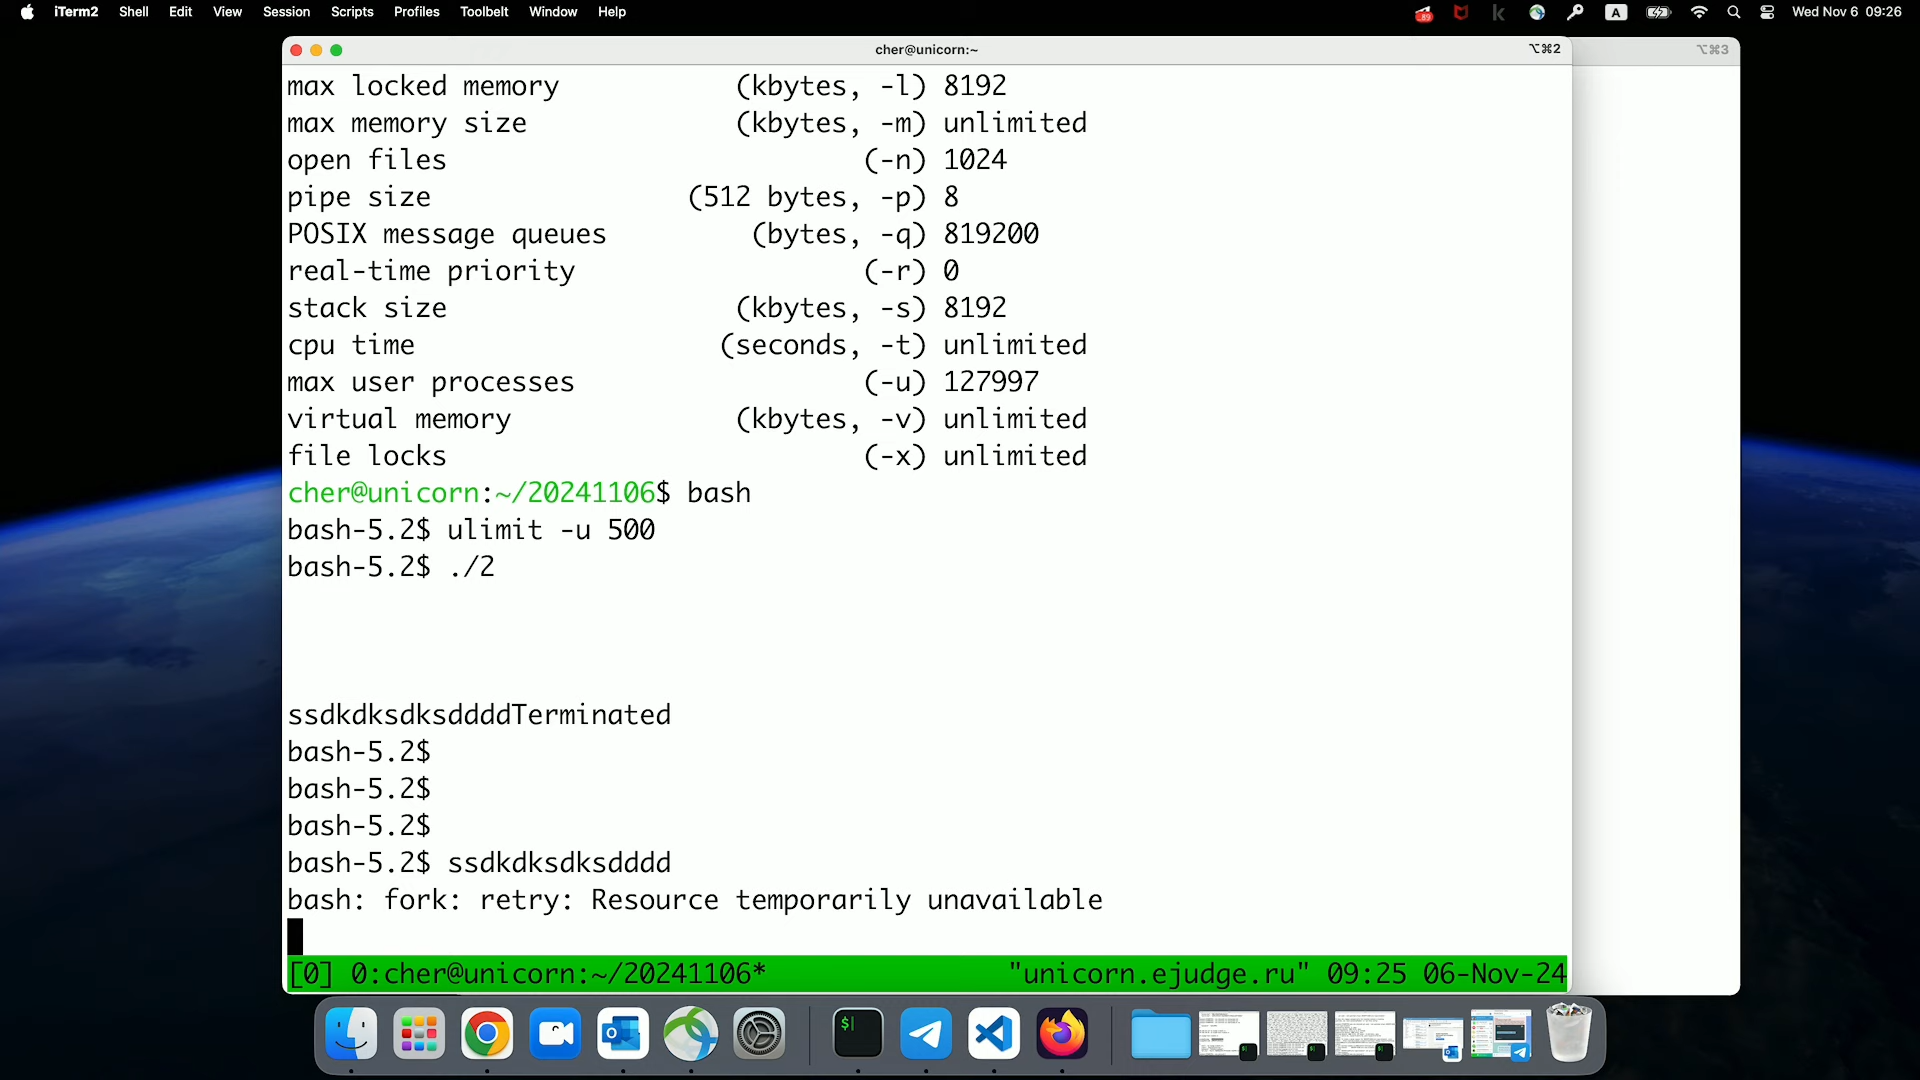 iTerm2 Shell Edit View Session Scripts Profiles Toolbelt Window Help A Wed Nov 6 09:26
cher@unicorn:~ ⌥⌘2 ⌥⌘3
max locked memory (kbytes, -l) 8192
max memory size (kbytes, -m) unlimited
open files (-n) 1024
pipe size (512 bytes, -p) 8
POSIX message queues (bytes, -q) 819200
real-time priority (-r) 0
stack size (kbytes, -s) 8192
cpu time (seconds, -t) unlimited
max user processes (-u) 127997
virtual memory (kbytes, -v) unlimited
file locks (-x) unlimited
cher@unicorn:~/20241106$ bash
bash-5.2$ ulimit -u 500
bash-5.2$ ./2
ssdkdksdksddddTerminated
bash-5.2$
bash-5.2$
bash-5.2$
bash-5.2$ ssdkdksdksdddd
bash: fork: retry: Resource temporarily unavailable
[0] 0:cher@unicorn:~/20241106* "unicorn.ejudge.ru" 09:25 06-Nov-24